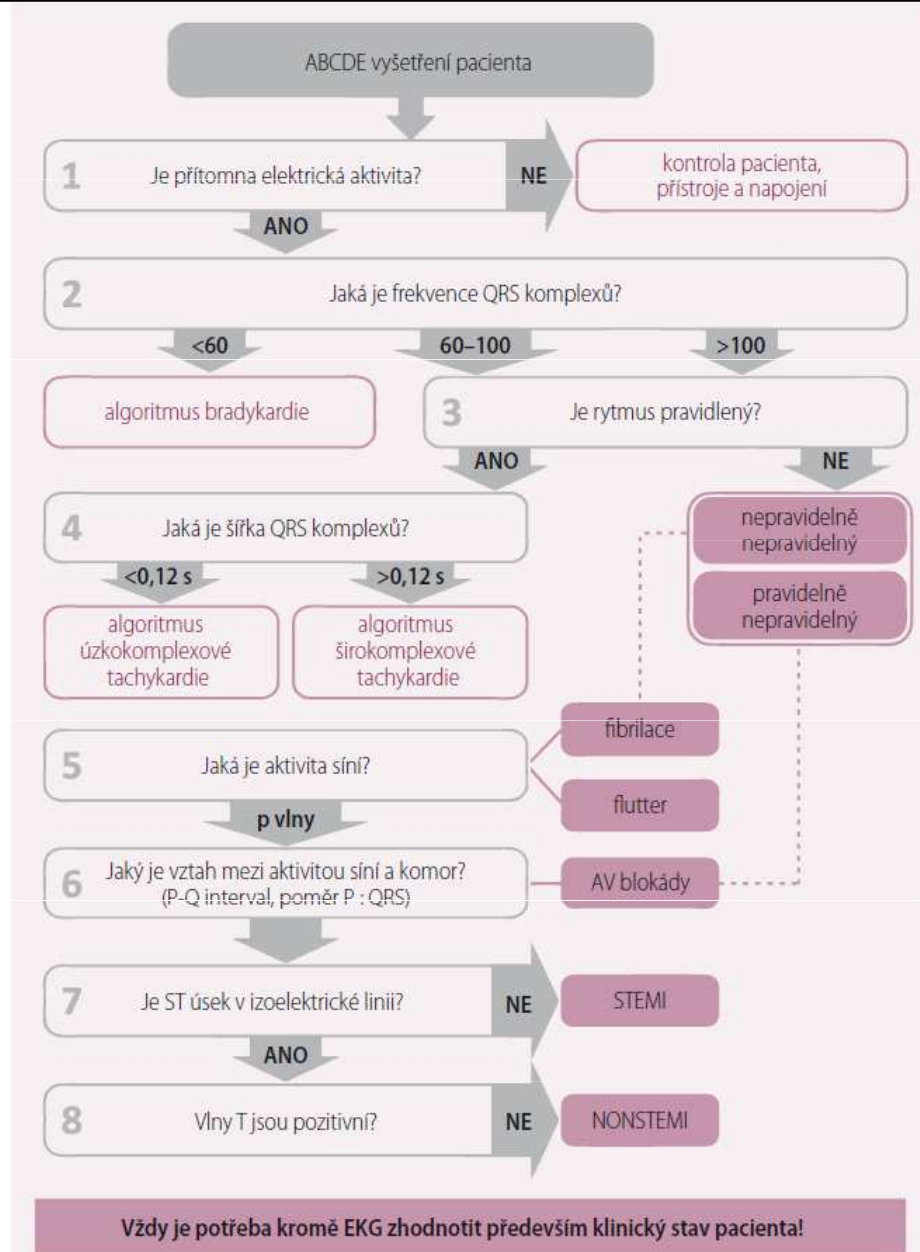 ABCDE vyšetření pacienta
1
Je přítomna elektrická aktivita?
NE
kontrola pacienta,
přístroje a napojení
ANO
2
Jaká je frekvence QRS komplexů?
<60
60–100
>100
algoritmus bradykardie
3
Je rytmus pravidlený?
ANO
NE
4
Jaká je šířka QRS komplexů?
nepravidelně
nepravidelný
pravidelně
nepravidelný
<0,12 s
>0,12 s
algoritmus
úzkokomplexové
tachykardie
algoritmus
širokomplexové
tachykardie
5
Jaká je aktivita síní?
fibrilace
flutter
p vlny
6
Jaký je vztah mezi aktivitou síní a komor?
(P-Q interval, poměr P : QRS)
AV blokády
7
Je ST úsek v izoelektrické linii?
NE
STEMI
ANO
8
Vlny T jsou pozitivní?
NE
NONSTEMI
Vždy je potřeba kromě EKG zhodnotit především klinický stav pacienta!